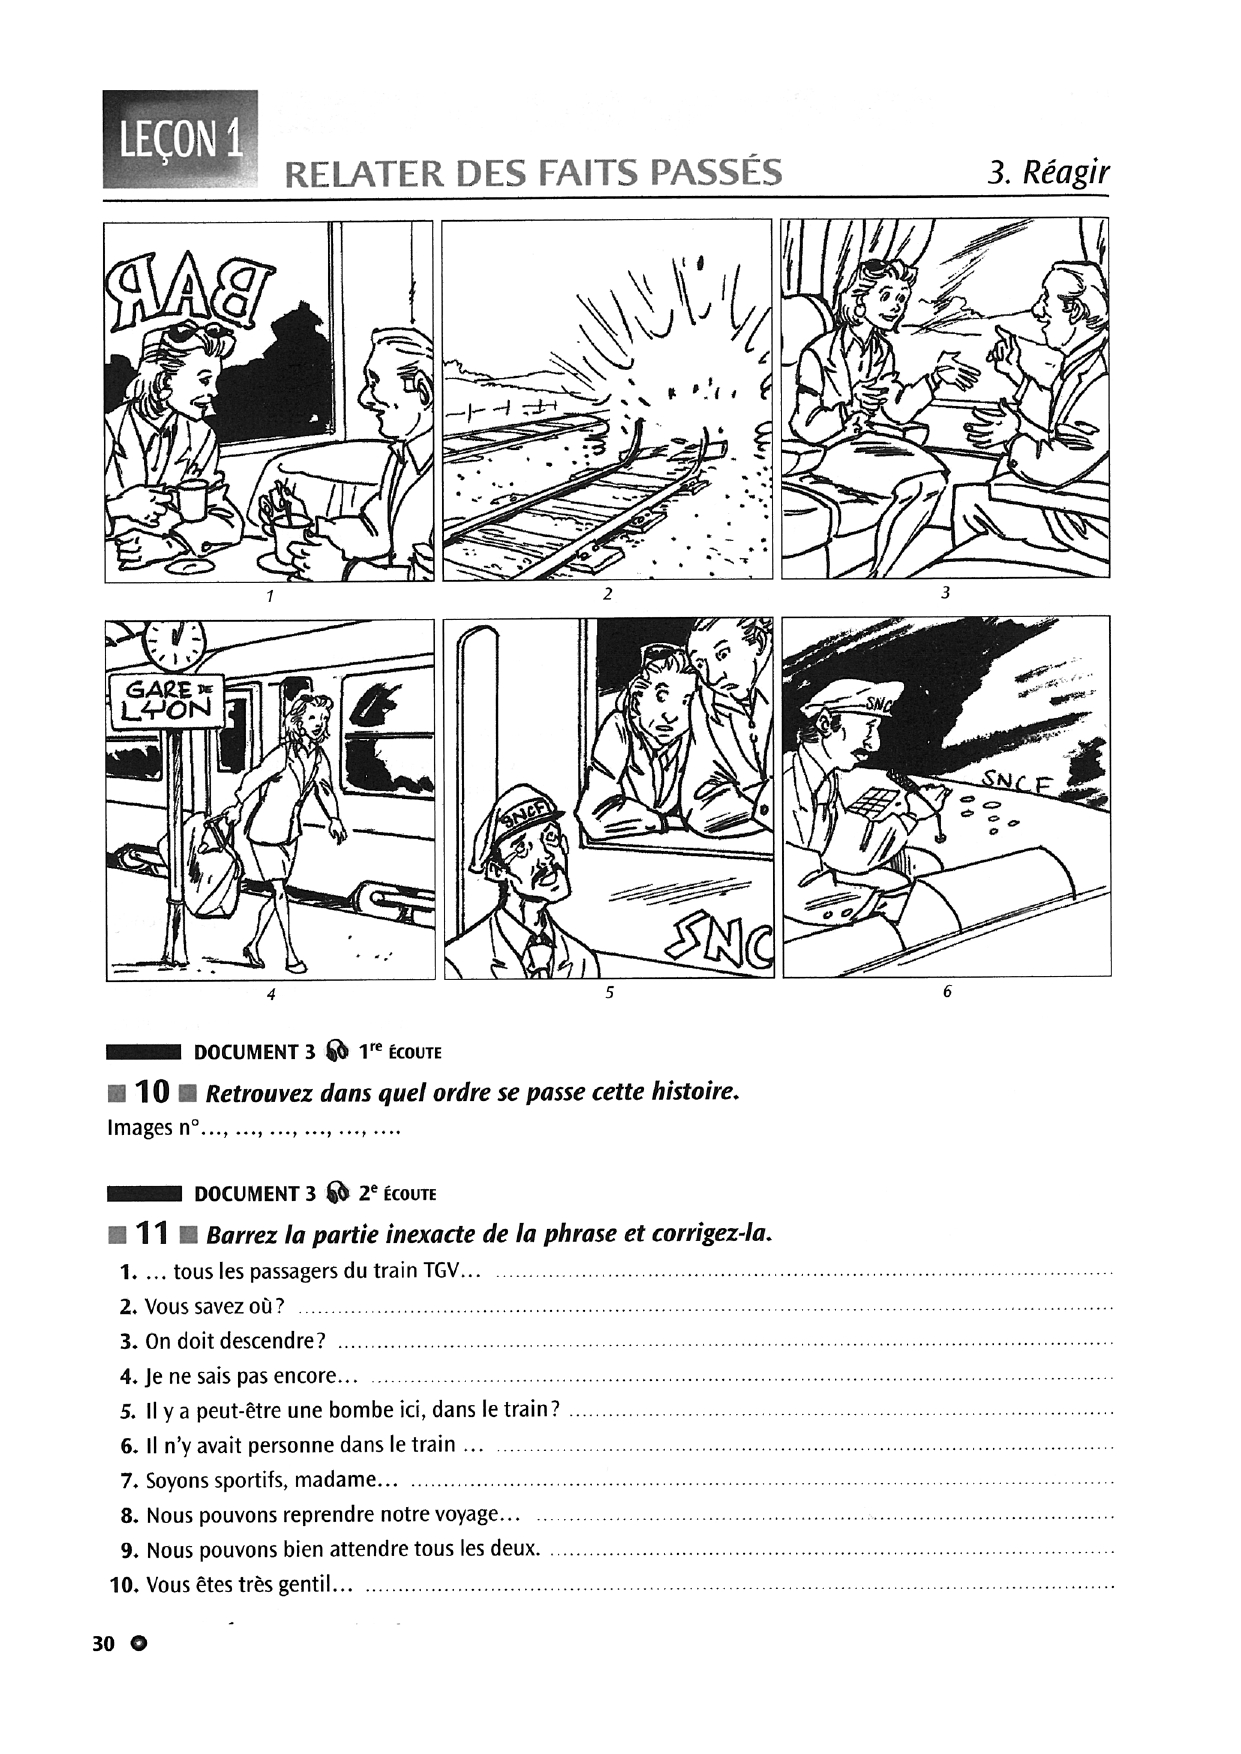 LEÇON 1
RELATER DES FAITS PASSÉS
3. Réagir
BAR
1
2
3
GARE DE
LYON
SNCF
SNC
SNC
SNCF
4
5
6
DOCUMENT 3 1re ÉCOUTE
10 Retrouvez dans quel ordre se passe cette histoire.
Images n°..., ..., ..., ..., ..., ....
DOCUMENT 3 2e ÉCOUTE
11 Barrez la partie inexacte de la phrase et corrigez-la.
1. ... tous les passagers du train TGV...
2. Vous savez où ?
3. On doit descendre ?
4. Je ne sais pas encore...
5. Il y a peut-être une bombe ici, dans le train ?
6. Il n'y avait personne dans le train ...
7. Soyons sportifs, madame...
8. Nous pouvons reprendre notre voyage...
9. Nous pouvons bien attendre tous les deux.
10. Vous êtes très gentil...
30